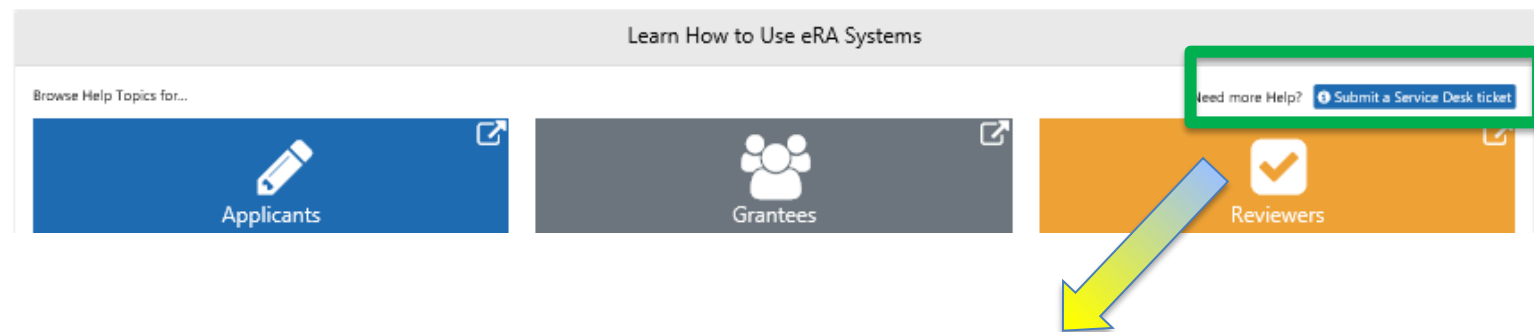 Learn How to Use eRA Systems
Browse Help Topics for...
Need more Help? Submit a Service Desk ticket
Applicants
Grantees
Reviewers